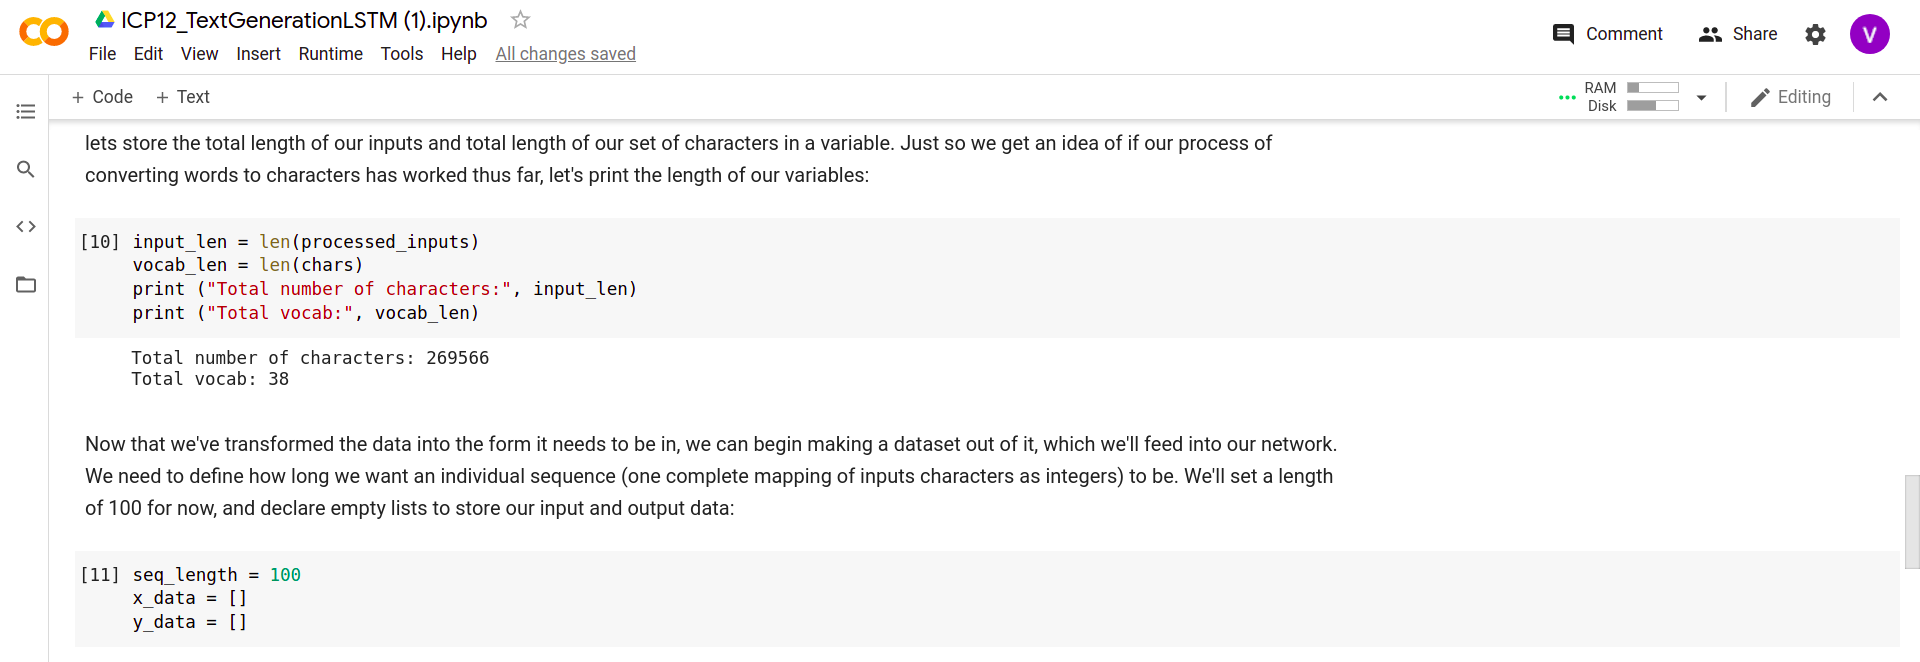 ICP12_TextGenerationLSTM (1).ipynb
File Edit View Insert Runtime Tools Help All changes saved
Comment Share V
+ Code + Text
RAM
Disk
Editing
lets store the total length of our inputs and total length of our set of characters in a variable. Just so we get an idea of if our process of
converting words to characters has worked thus far, let's print the length of our variables:
[10] input_len = len(processed_inputs)
vocab_len = len(chars)
print ("Total number of characters:", input_len)
print ("Total vocab:", vocab_len)
Total number of characters: 269566
Total vocab: 38
Now that we've transformed the data into the form it needs to be in, we can begin making a dataset out of it, which we'll feed into our network.
We need to define how long we want an individual sequence (one complete mapping of inputs characters as integers) to be. We'll set a length
of 100 for now, and declare empty lists to store our input and output data:
[11] seq_length = 100
x_data = []
y_data = []